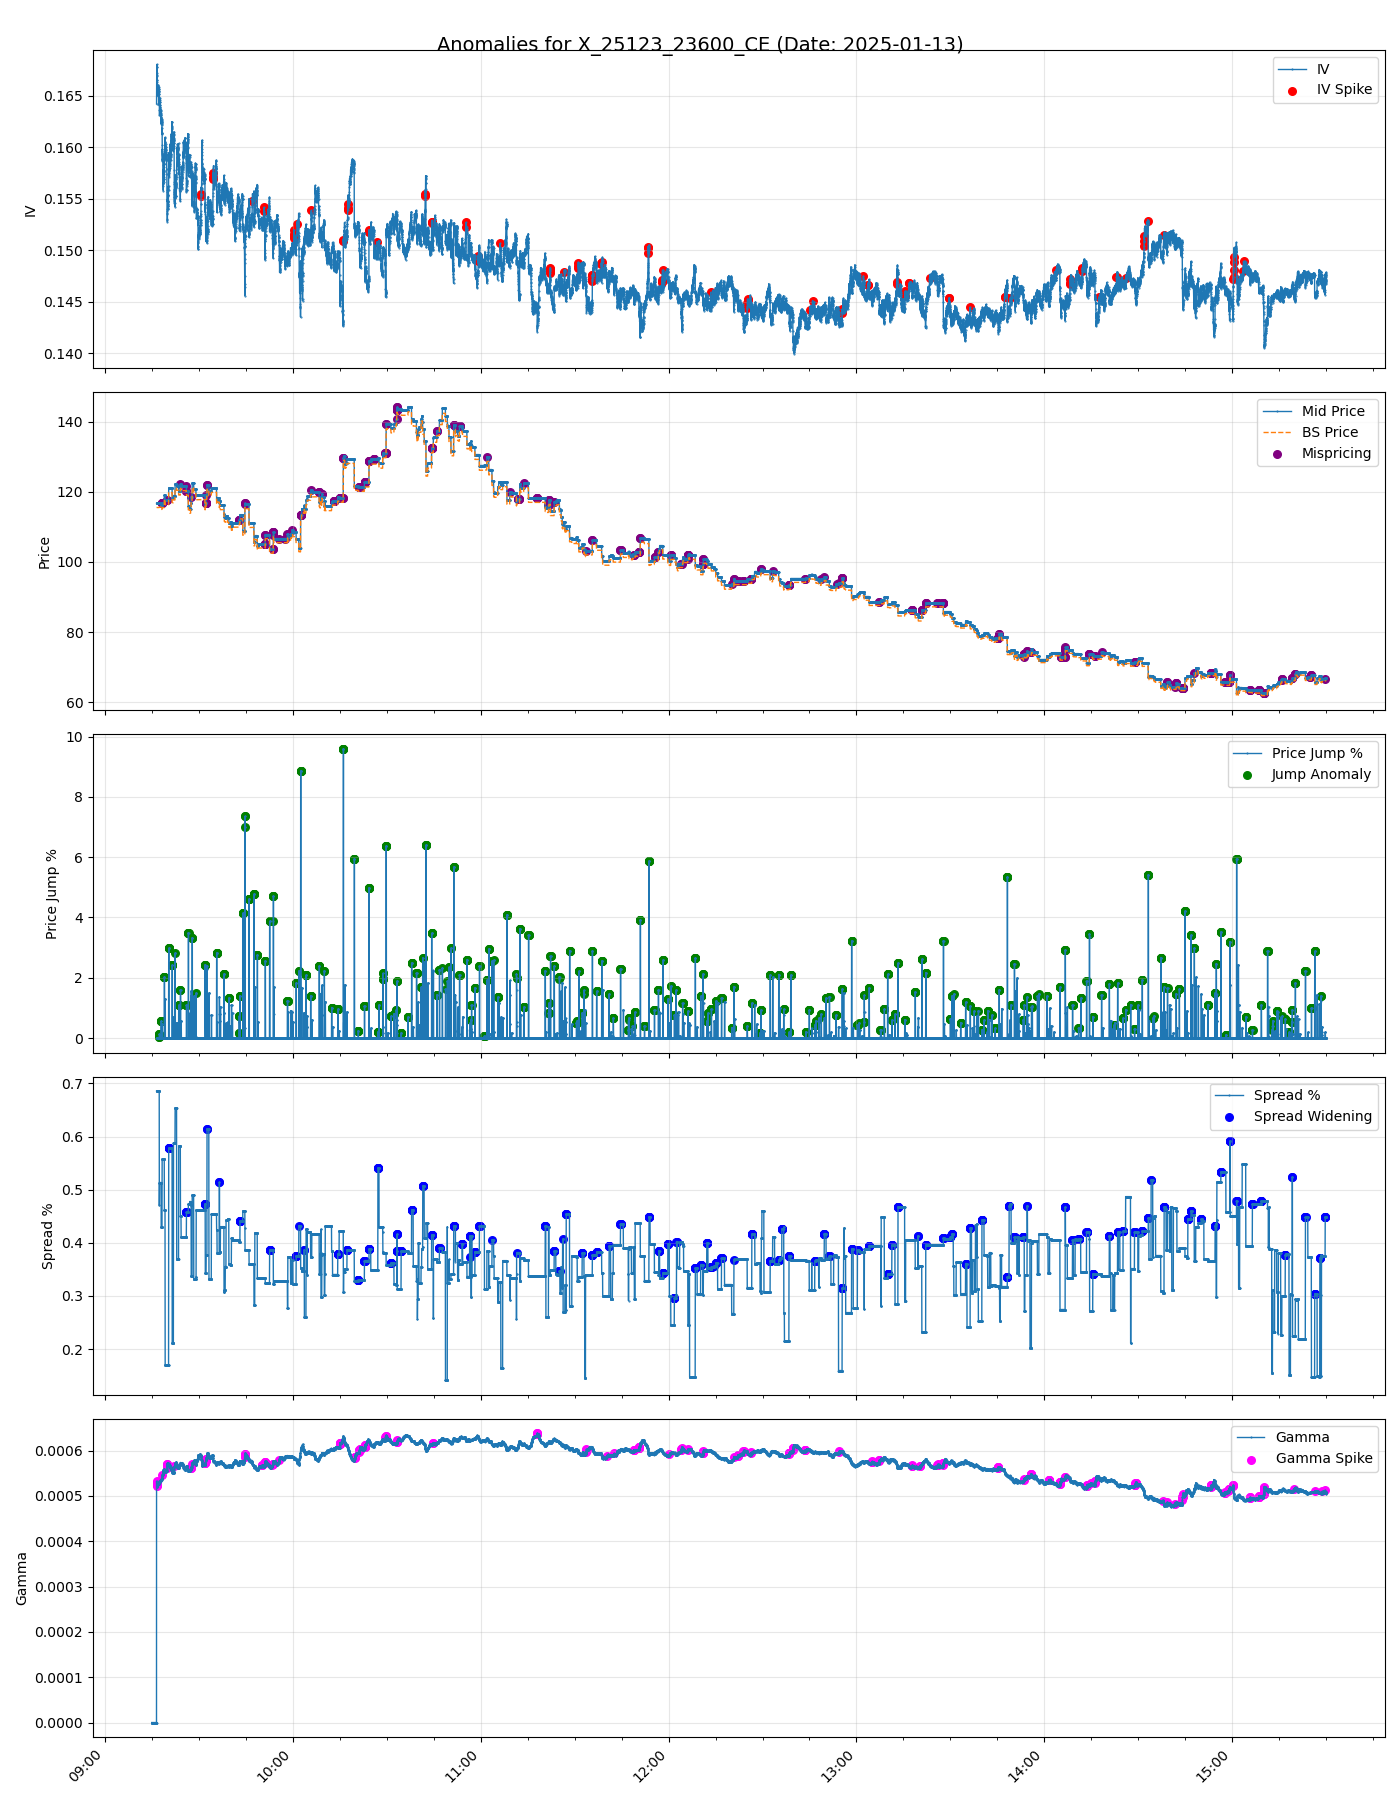 Anomalies for X_25123_23600_CE (Date: 2025-01-13)
IV
IV Spike
0.165
0.160
0.155
0.150
0.145
0.140
IV
Mid Price
BS Price
Mispricing
140
120
100
80
60
Price
Price Jump %
Jump Anomaly
10
8
6
4
2
0
Price Jump %
Spread %
Spread Widening
0.7
0.6
0.5
0.4
0.3
0.2
Spread %
Gamma
Gamma Spike
0.0006
0.0005
0.0004
0.0003
0.0002
0.0001
0.0000
Gamma
09:00
10:00
11:00
12:00
13:00
14:00
15:00